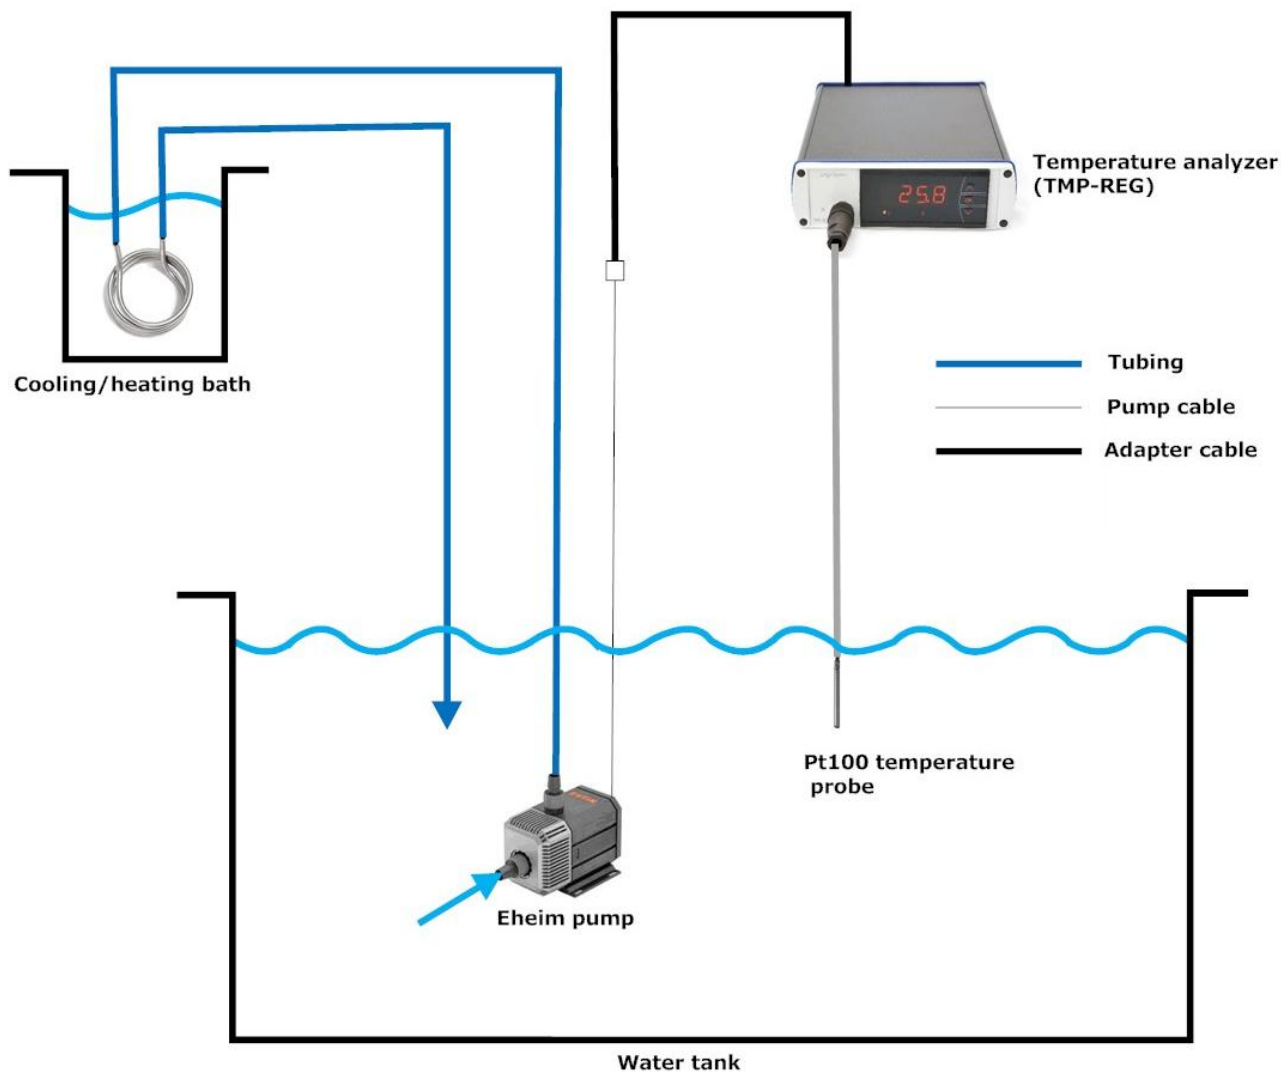 Temperature analyzer
(TMP-REG)
25.8
Cooling/heating bath
Tubing
Pump cable
Adapter cable
Pt100 temperature
probe
Eheim pump
Water tank